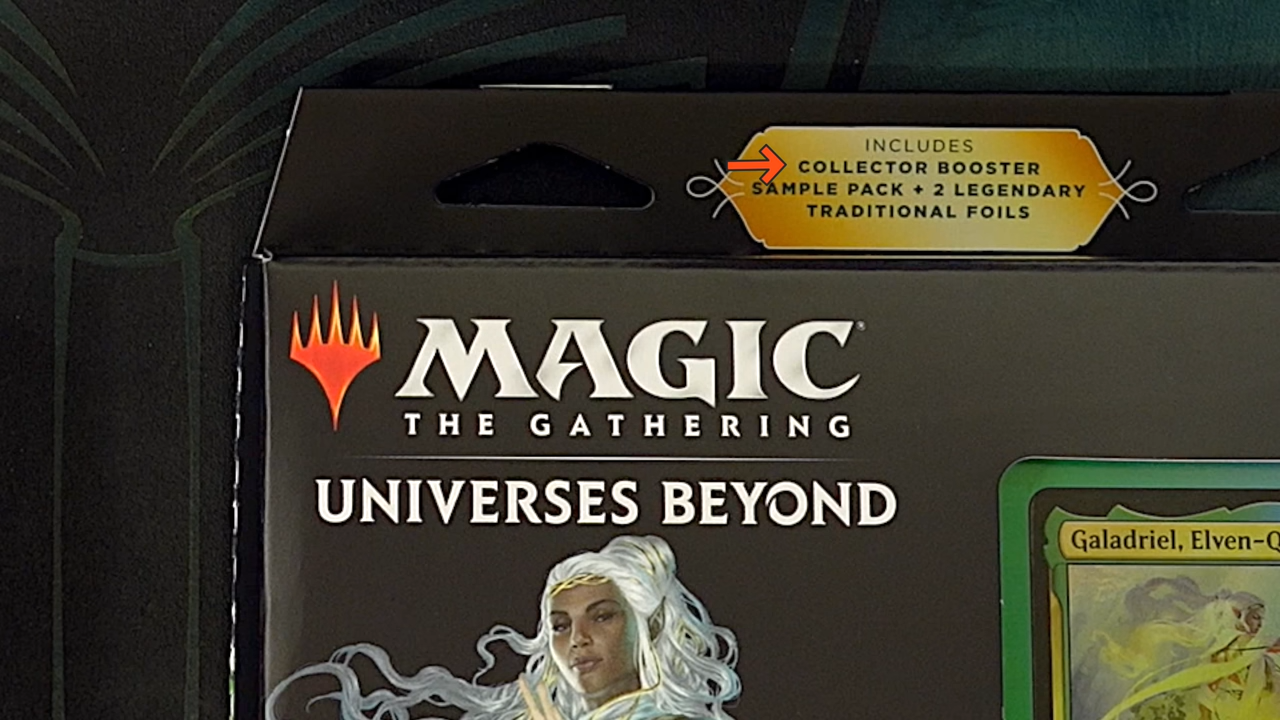 INCLUDES
COLLECTOR BOOSTER
SAMPLE PACK + 2 LEGENDARY
TRADITIONAL FOILS
MAGIC
THE GATHERING
UNIVERSES BEYOND
Galadriel, Elven-Q